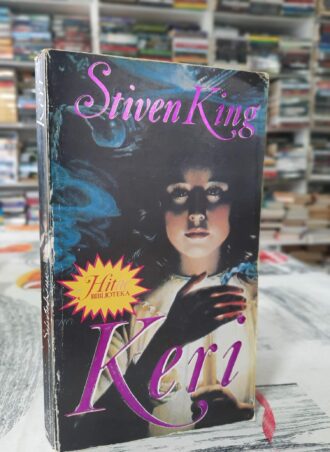 Stiven King
Hit
BIBLIOTEKA
Keri